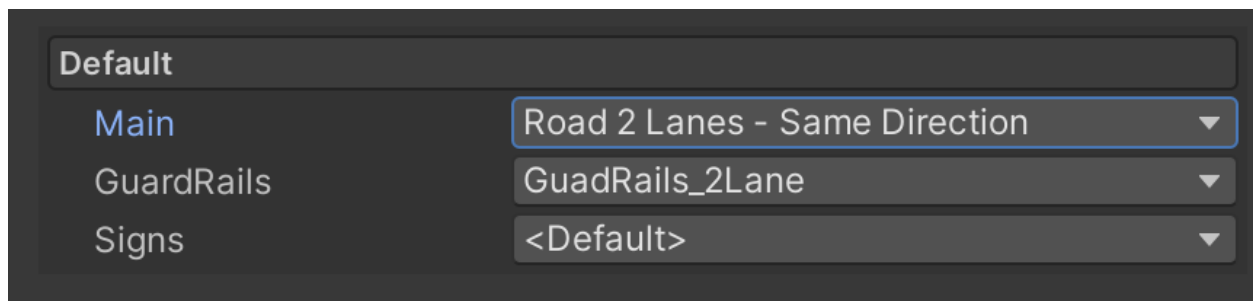 Default
Main Road 2 Lanes - Same Direction
GuardRails GuadRails_2Lane
Signs <Default>